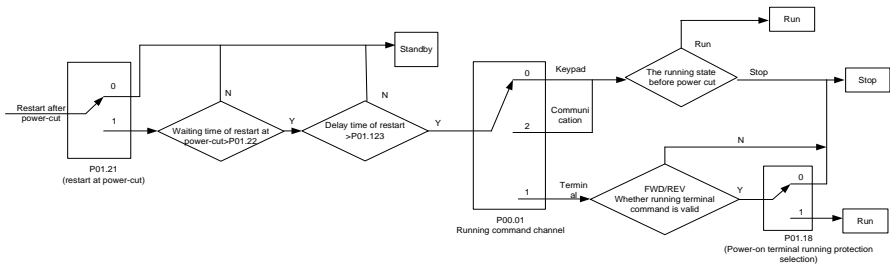 Restart after
power-cut
0
1
P01.21
(restart at power-cut)
N
Waiting time of restart at
power-cut>P01.22
Y
N
Delay time of restart
>P01.123
Y
Standby
0
2
1
P00.01
Running command channel
Keypad
Communi
cation
Termin
al
Run
Run
The running state
before power cut
Stop
Stop
N
FWD/REV
Whether running terminal
command is valid
Y
0
1
P01.18
(Power-on terminal running protection
selection)
Run